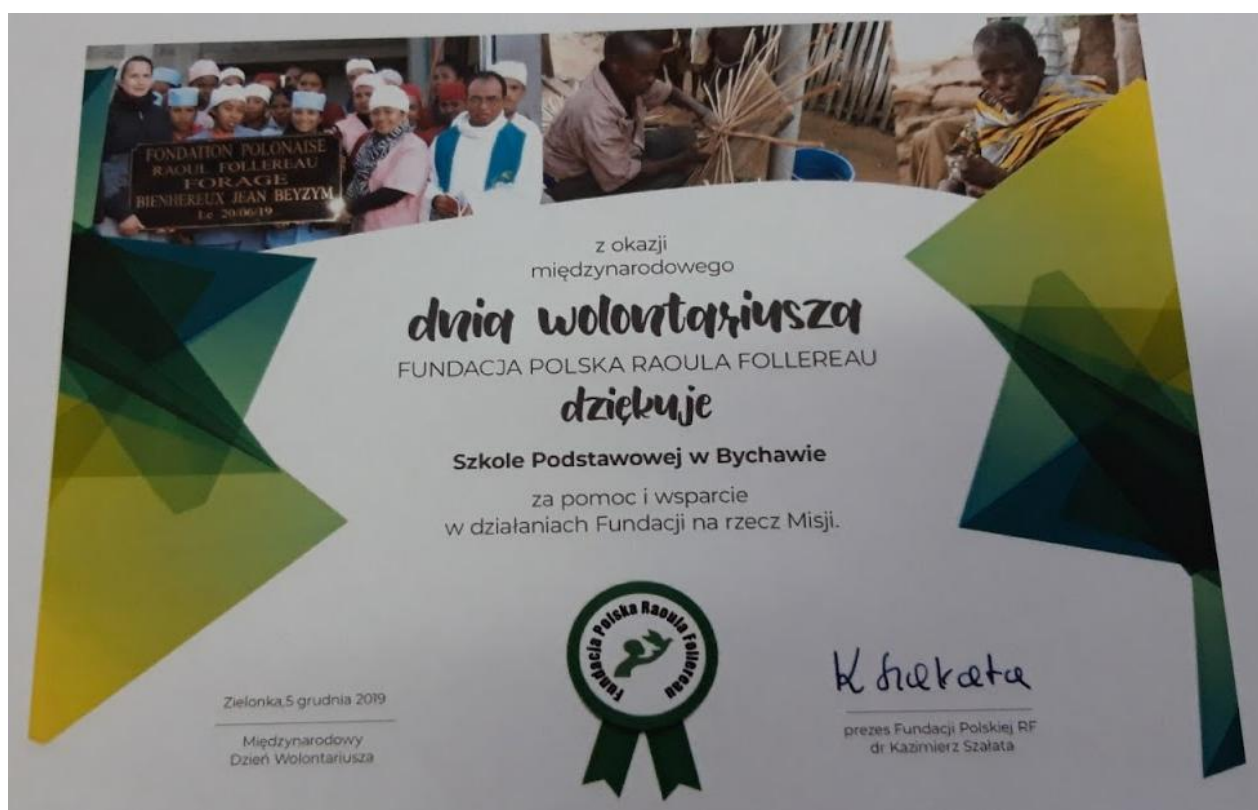 FONDATION POLONAISE
RAOUL FOLLEREAU
FORAGE
BIENHEREUX JEAN BEYZYM
Le 20/06/19
z okazji
międzynarodowego
dnia wolontariusza
FUNDACJA POLSKA RAOULA FOLLEREAU
dziękuje
Szkole Podstawowej w Bychawie
za pomoc i wsparcie
w działaniach Fundacji na rzecz Misji.
Fundacja Polska Raoula Follereau
Zielonka,5 grudnia 2019
Międzynarodowy
Dzień Wolontariusza
K Szałata
prezes Fundacji Polskiej RF
dr Kazimierz Szałata